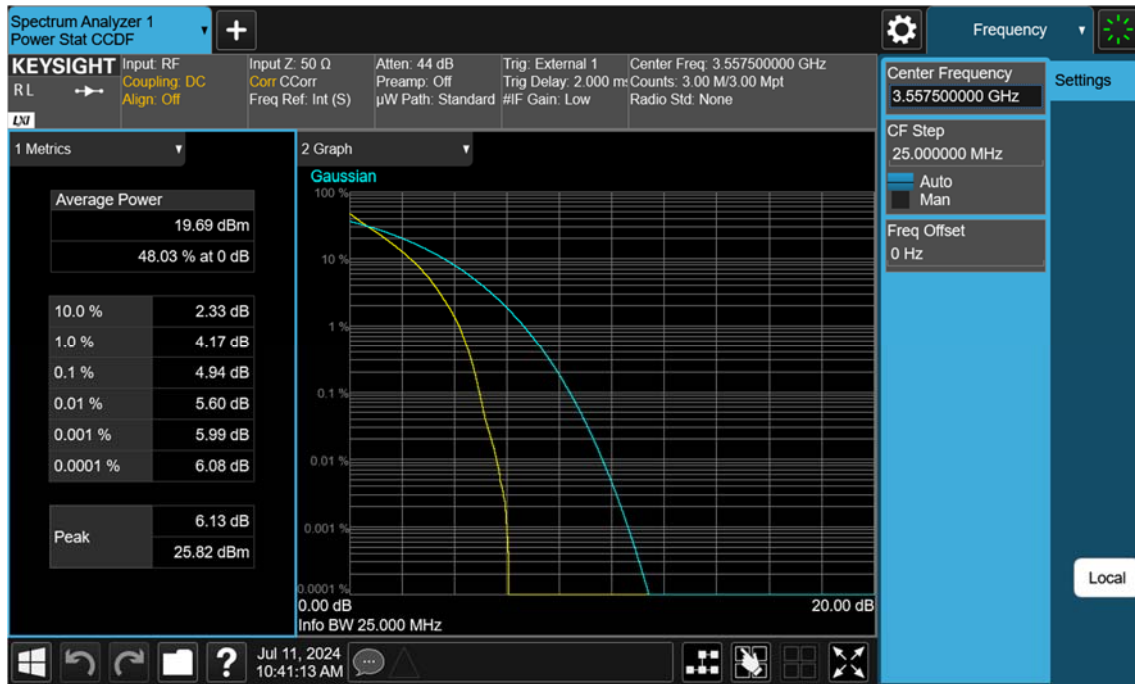 Spectrum Analyzer 1
Power Stat CCDF
+
Frequency
KEYSIGHT
R L
LXI
Input: RF
Coupling: DC
Align: Off
Input Z: 50 Ω
Corr CCorr
Freq Ref: Int (S)
Atten: 44 dB
Preamp: Off
µW Path: Standard
#IF Gain: Low
Trig: External 1
Trig Delay: 2.000 ms
Center Freq: 3.557500000 GHz
Counts: 3.00 M/3.00 Mpt
Radio Std: None
Center Frequency
3.557500000 GHz
Settings
CF Step
25.000000 MHz
Auto
Man
Freq Offset
0 Hz
1 Metrics
Average Power
19.69 dBm
48.03 % at 0 dB
10.0 % 2.33 dB
1.0 % 4.17 dB
0.1 % 4.94 dB
0.01 % 5.60 dB
0.001 % 5.99 dB
0.0001 % 6.08 dB
Peak
6.13 dB
25.82 dBm
2 Graph
Gaussian
100 %
10 %
1 %
0.1 %
0.01 %
0.001 %
0.0001 %
0.00 dB 20.00 dB
Info BW 25.000 MHz
Local
?
Jul 11, 2024
10:41:13 AM